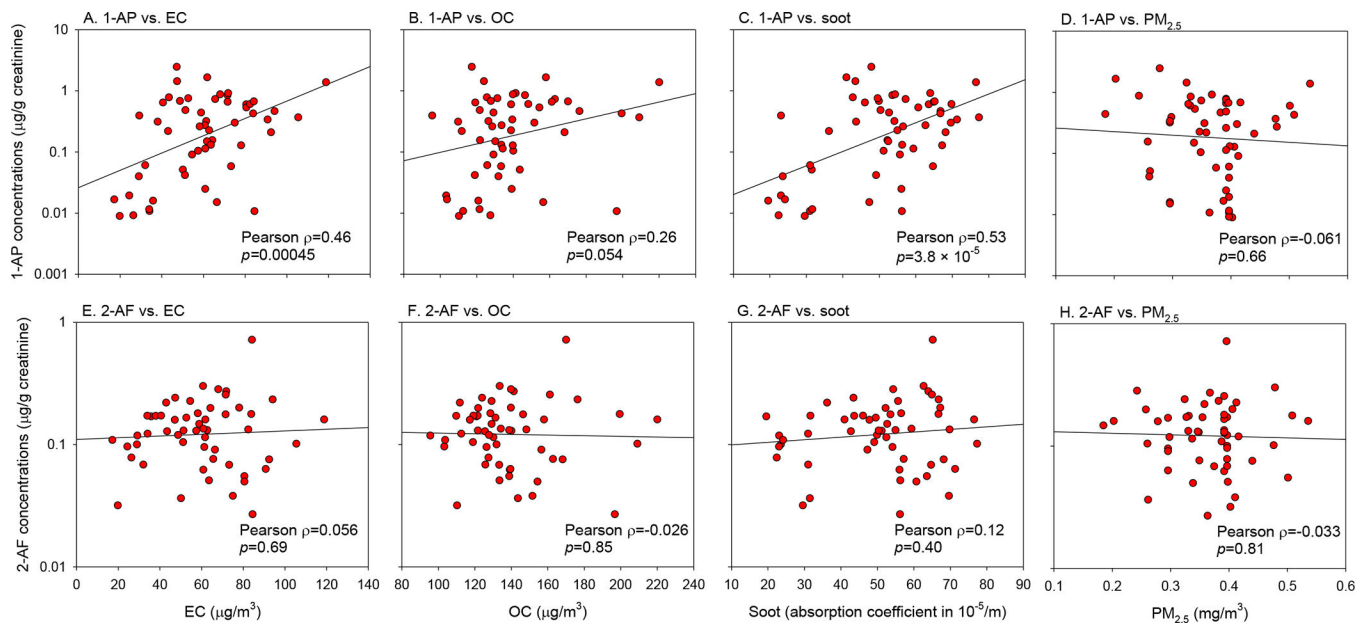 A. 1-AP vs. EC
B. 1-AP vs. OC
C. 1-AP vs. soot
D. 1-AP vs. PM2.5
1-AP concentrations (μg/g creatinine)
10
1
0.1
0.01
0.001
Pearson ρ=0.46
p=0.00045
Pearson ρ=0.26
p=0.054
Pearson ρ=0.53
p=3.8 × 10-5
Pearson ρ=-0.061
p=0.66
E. 2-AF vs. EC
F. 2-AF vs. OC
G. 2-AF vs. soot
H. 2-AF vs. PM2.5
2-AF concentrations (μg/g creatinine)
1
0.1
0.01
Pearson ρ=0.056
p=0.69
Pearson ρ=-0.026
p=0.85
Pearson ρ=0.12
p=0.40
Pearson ρ=-0.033
p=0.81
0 20 40 60 80 100 120 140
80 100 120 140 160 180 200 220 240
10 20 30 40 50 60 70 80 90
0.1 0.2 0.3 0.4 0.5 0.6
EC (μg/m3)
OC (μg/m3)
Soot (absorption coefficient in 10-5/m)
PM2.5 (mg/m3)